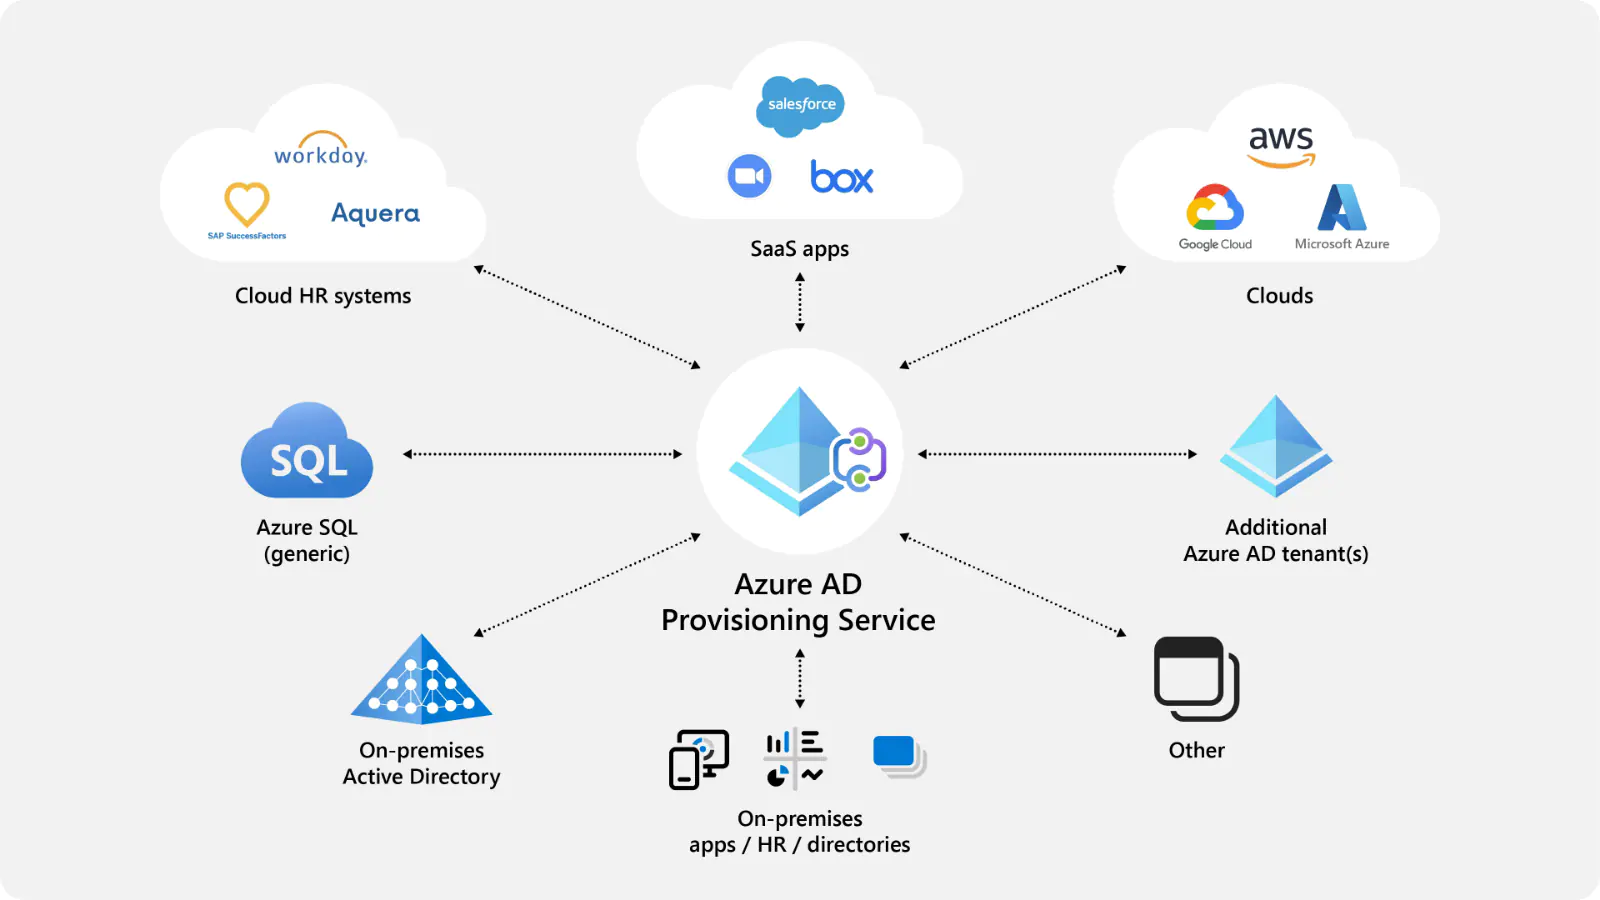 salesforce
box
SaaS apps
workday.
SAP SuccessFactors
Aquera
Cloud HR systems
aws
Google Cloud
Microsoft Azure
Clouds
SQL
Azure SQL
(generic)
Additional
Azure AD tenant(s)
Azure AD
Provisioning Service
On-premises
Active Directory
Other
On-premises
apps / HR / directories